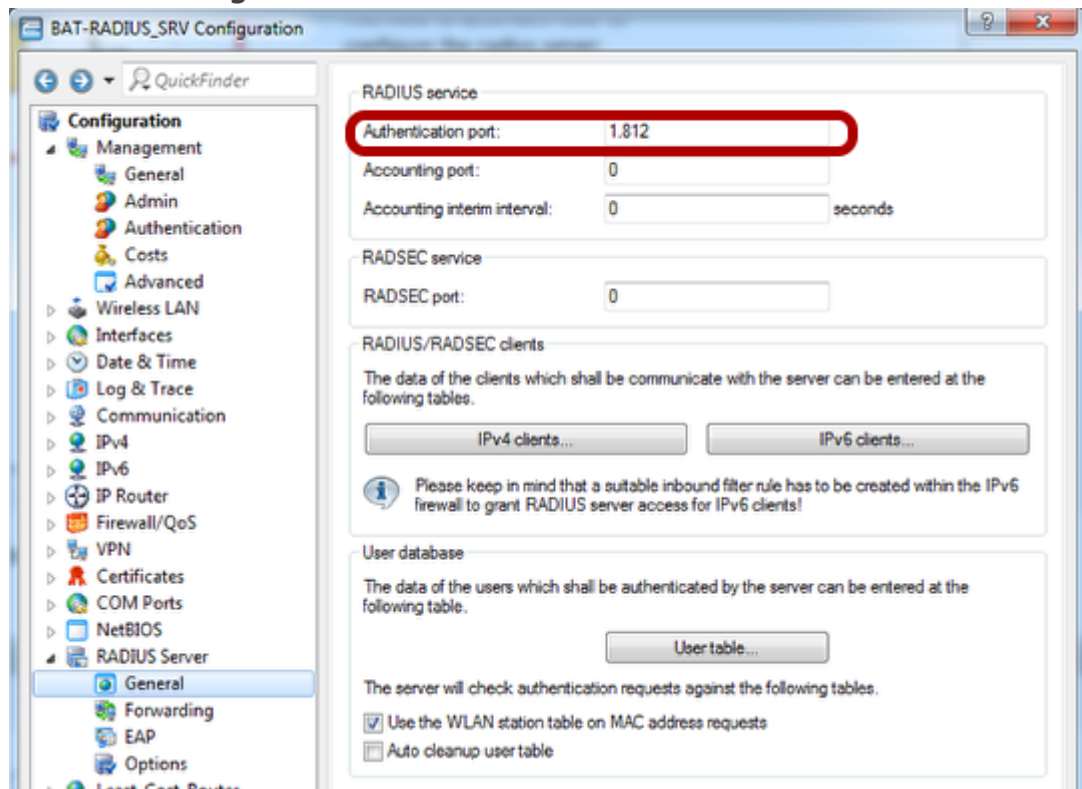 BAT-RADIUS_SRV Configuration
QuickFinder
Configuration
Management
General
Admin
Authentication
Costs
Advanced
Wireless LAN
Interfaces
Date & Time
Log & Trace
Communication
IPv4
IPv6
IP Router
Firewall/QoS
VPN
Certificates
COM Ports
NetBIOS
RADIUS Server
General
Forwarding
EAP
Options
Least-Cost-Router
RADIUS service
Authentication port: 1.812
Accounting port: 0
Accounting interim interval: 0 seconds
RADSEC service
RADSEC port: 0
RADIUS/RADSEC clients
The data of the clients which shall be communicate with the server can be entered at the
following tables.
IPv4 clients... IPv6 clients...
Please keep in mind that a suitable inbound filter rule has to be created within the IPv6
firewall to grant RADIUS server access for IPv6 clients!
User database
The data of the users which shall be authenticated by the server can be entered at the
following table.
User table...
The server will check authentication requests against the following tables.
Use the WLAN station table on MAC address requests
Auto cleanup user table